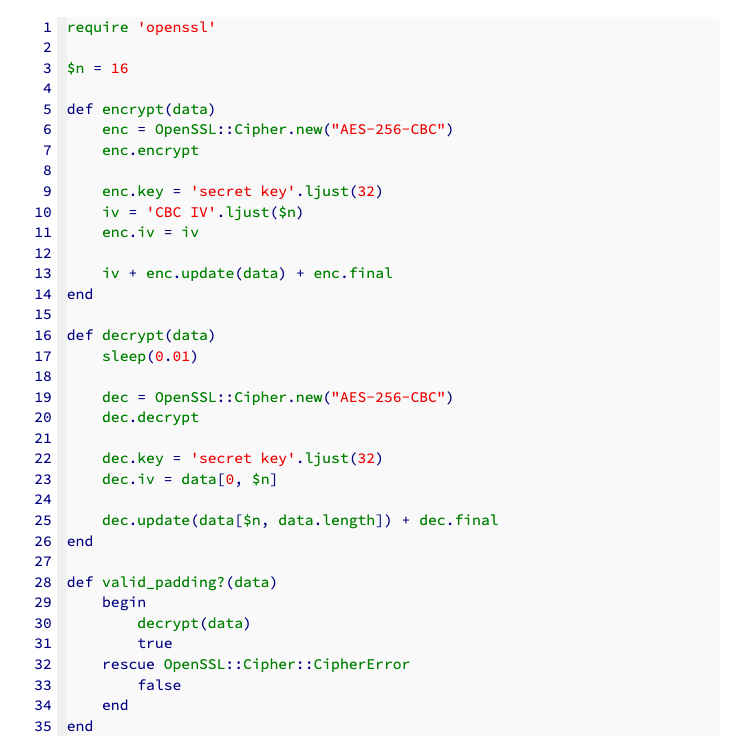 1 require 'openssl'
2
3 $n = 16
4
5 def encrypt(data)
6     enc = OpenSSL::Cipher.new("AES-256-CBC")
7     enc.encrypt
8
9     enc.key = 'secret key'.ljust(32)
10     iv = 'CBC IV'.ljust($n)
11     enc.iv = iv
12
13     iv + enc.update(data) + enc.final
14 end
15
16 def decrypt(data)
17     sleep(0.01)
18
19     dec = OpenSSL::Cipher.new("AES-256-CBC")
20     dec.decrypt
21
22     dec.key = 'secret key'.ljust(32)
23     dec.iv = data[0, $n]
24
25     dec.update(data[$n, data.length]) + dec.final
26 end
27
28 def valid_padding?(data)
29     begin
30         decrypt(data)
31         true
32     rescue OpenSSL::Cipher::CipherError
33         false
34     end
35 end